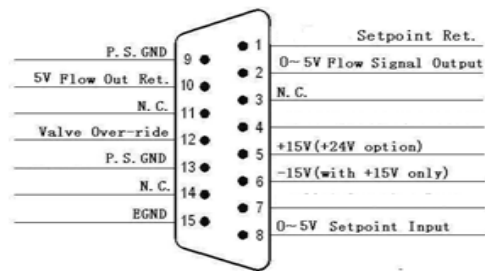 Setpoint Ret.
1
P.S.GND
9
0~5V Flow Signal Output
2
5V Flow Out Ret.
10
N.C.
3
N.C.
11
4
Valve Over-ride
12
+15V(+24V option)
5
P.S.GND
13
-15V(with +15V only)
6
N.C.
14
7
EGND
15
0~5V Setpoint Input
8